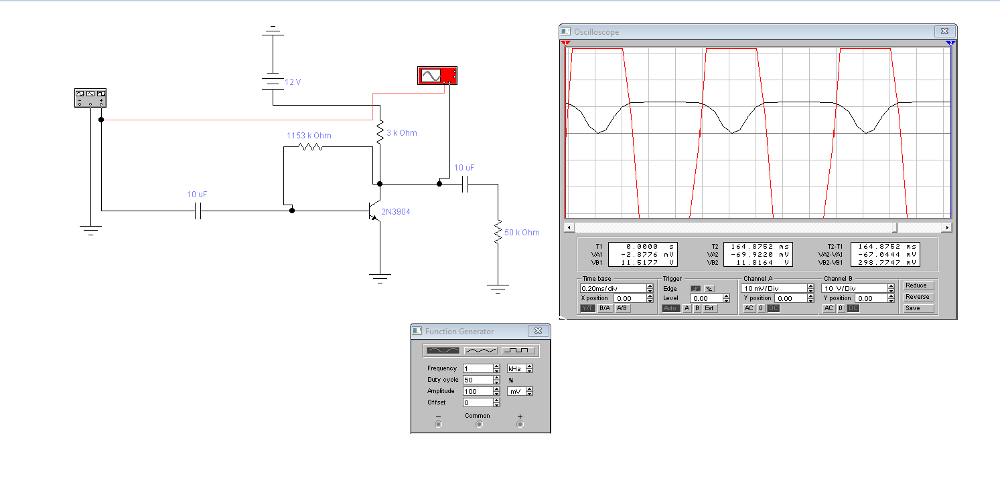 Oscilloscope
1
2
12 V
3 k Ohm
1153 k Ohm
10 uF
10 uF
2N3904
50 k Ohm
T1 0.0000 s T2 164.8752 ms T2-T1 164.8752 ms
VA1 -2.8776 mV VA2 -69.9220 mV VA2-VA1 -67.0444 mV
VB1 11.5177 V VB2 11.8164 V VB2-VB1 298.7747 mV
Time base Trigger Channel A Channel B
0.20ms/div Edge 10 mV/Div 10 V/Div Reduce
X position 0.00 Level 0.00 Y position 0.00 Y position 0.00 Reverse
Y/T B/A A/B Auto A B Ext AC 0 DC AC 0 DC Save
Function Generator
Frequency 1 kHz
Duty cycle 50 %
Amplitude 100 mV
Offset 0
− Common +